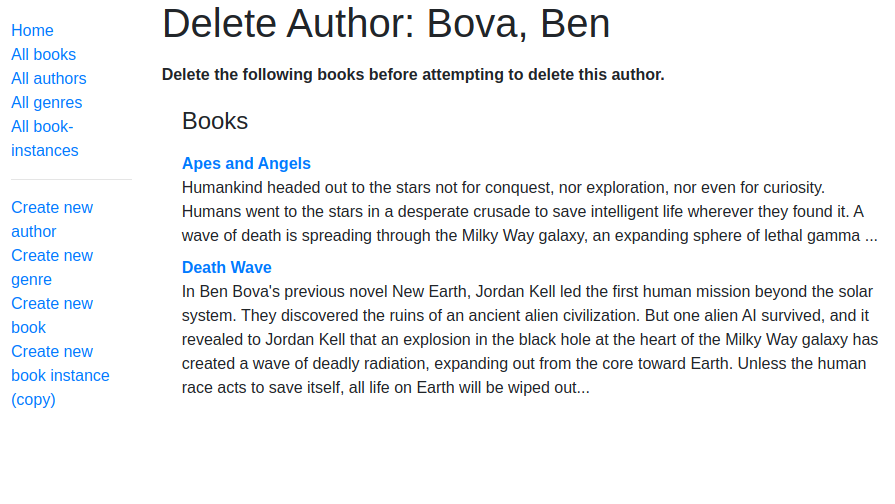 Home
All books
All authors
All genres
All book-
instances
Create new
author
Create new
genre
Create new
book
Create new
book instance
(copy)
Delete Author: Bova, Ben
Delete the following books before attempting to delete this author.
Books
Apes and Angels
Humankind headed out to the stars not for conquest, nor exploration, nor even for curiosity.
Humans went to the stars in a desperate crusade to save intelligent life wherever they found it. A
wave of death is spreading through the Milky Way galaxy, an expanding sphere of lethal gamma ...
Death Wave
In Ben Bova's previous novel New Earth, Jordan Kell led the first human mission beyond the solar
system. They discovered the ruins of an ancient alien civilization. But one alien AI survived, and it
revealed to Jordan Kell that an explosion in the black hole at the heart of the Milky Way galaxy has
created a wave of deadly radiation, expanding out from the core toward Earth. Unless the human
race acts to save itself, all life on Earth will be wiped out...